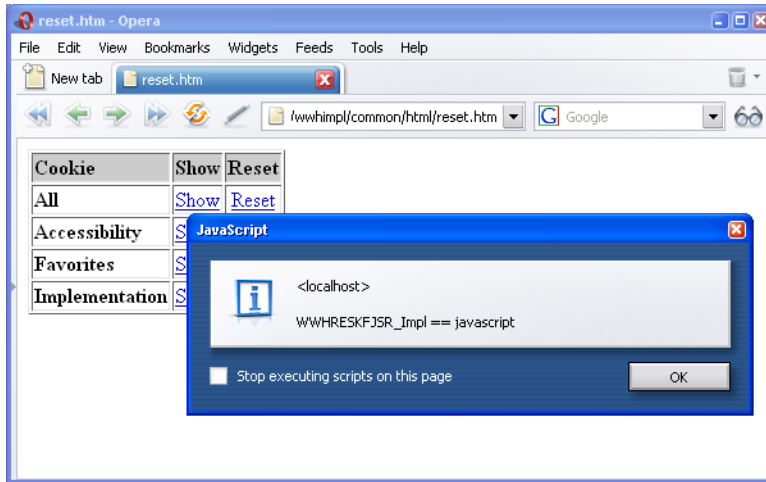 reset.htm - Opera
File Edit View Bookmarks Widgets Feeds Tools Help
New tab reset.htm
/wwhimpl/common/html/reset.htm G Google
Cookie Show Reset
All Show Reset
Accessibility S
Favorites S
Implementation S
JavaScript
<localhost>
WWHRESKFJSR_Impl == javascript
Stop executing scripts on this page
OK